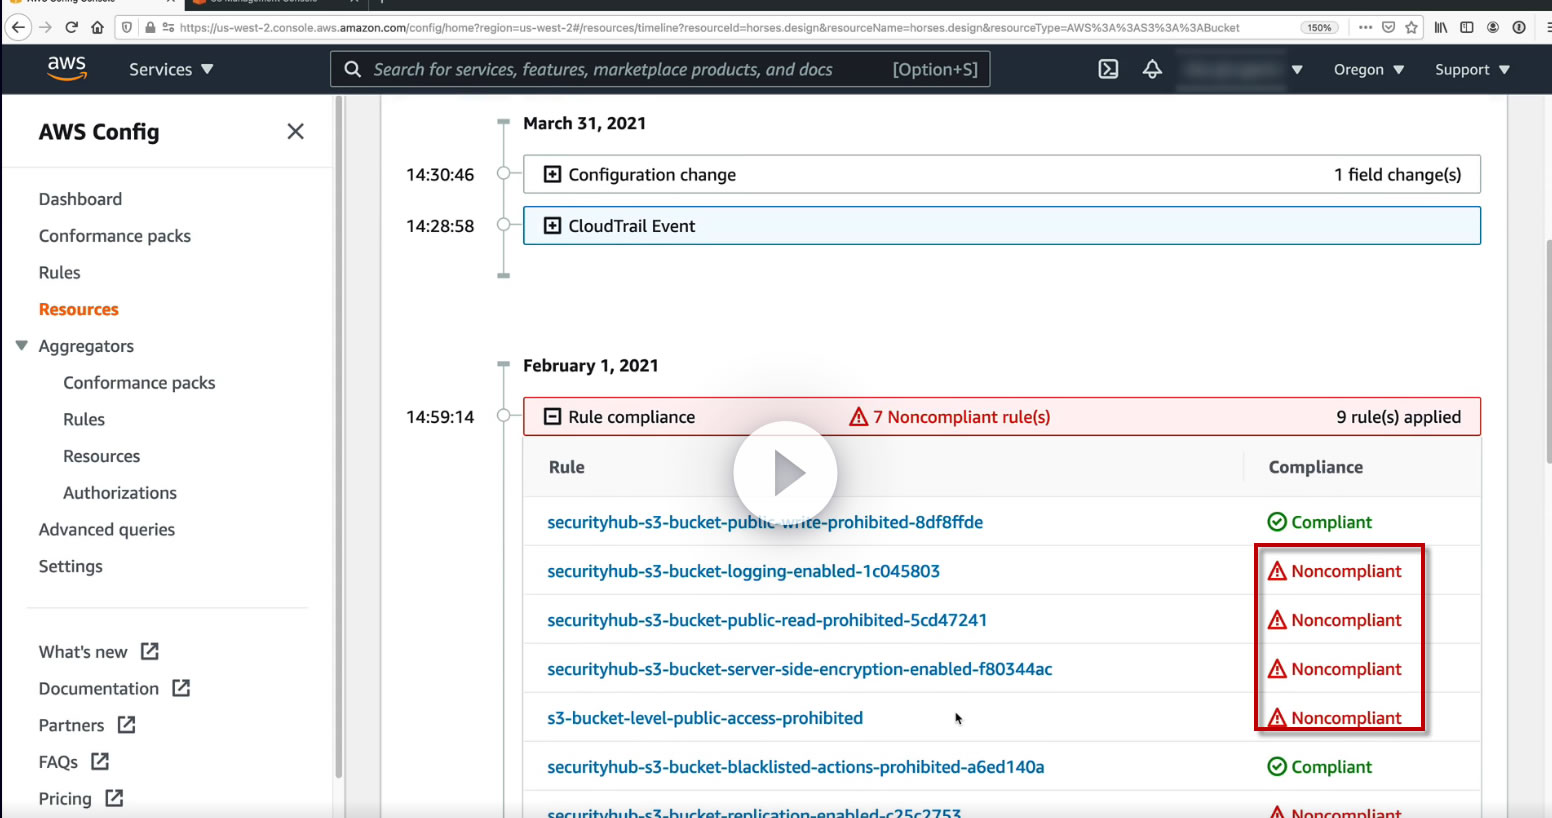 https://us-west-2.console.aws.amazon.com/config/home?region=us-west-2#/resources/timeline?resourceId=horses.design&resourceName=horses.design&resourceType=AWS%3A%3AS3%3A%3ABucket 150%
aws Services Search for services, features, marketplace products, and docs [Option+S] Oregon Support
AWS Config
Dashboard
Conformance packs
Rules
Resources
Aggregators
Conformance packs
Rules
Resources
Authorizations
Advanced queries
Settings
What's new
Documentation
Partners
FAQs
Pricing
March 31, 2021
14:30:46 Configuration change 1 field change(s)
14:28:58 CloudTrail Event
February 1, 2021
14:59:14 Rule compliance 7 Noncompliant rule(s) 9 rule(s) applied
Rule Compliance
securityhub-s3-bucket-public-write-prohibited-8df8ffde Compliant
securityhub-s3-bucket-logging-enabled-1c045803 Noncompliant
securityhub-s3-bucket-public-read-prohibited-5cd47241 Noncompliant
securityhub-s3-bucket-server-side-encryption-enabled-f80344ac Noncompliant
s3-bucket-level-public-access-prohibited Noncompliant
securityhub-s3-bucket-blacklisted-actions-prohibited-a6ed140a Compliant
securityhub-s3-bucket-replication-enabled-c25c2753 Noncompliant